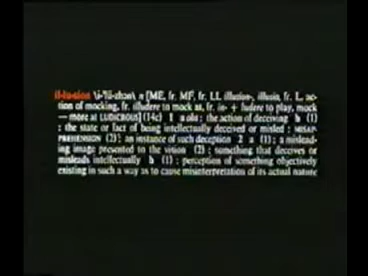 il·lu·sion \i-'lü-zhən\ n [ME, fr. MF, fr. LL illusion-, illusio, fr. L, ac-
tion of mocking, fr. illudere to mock at, fr. in- + ludere to play, mock
— more at LUDICROUS] (14c) 1 a obs : the action of deceiving b (1)
: the state or fact of being intellectually deceived or misled : MISAP-
PREHENSION (2) : an instance of such deception 2 a (1) : a mislead-
ing image presented to the vision (2) : something that deceives or
misleads intellectually b (1) : perception of something objectively
existing in such a way as to cause misinterpretation of its actual nature